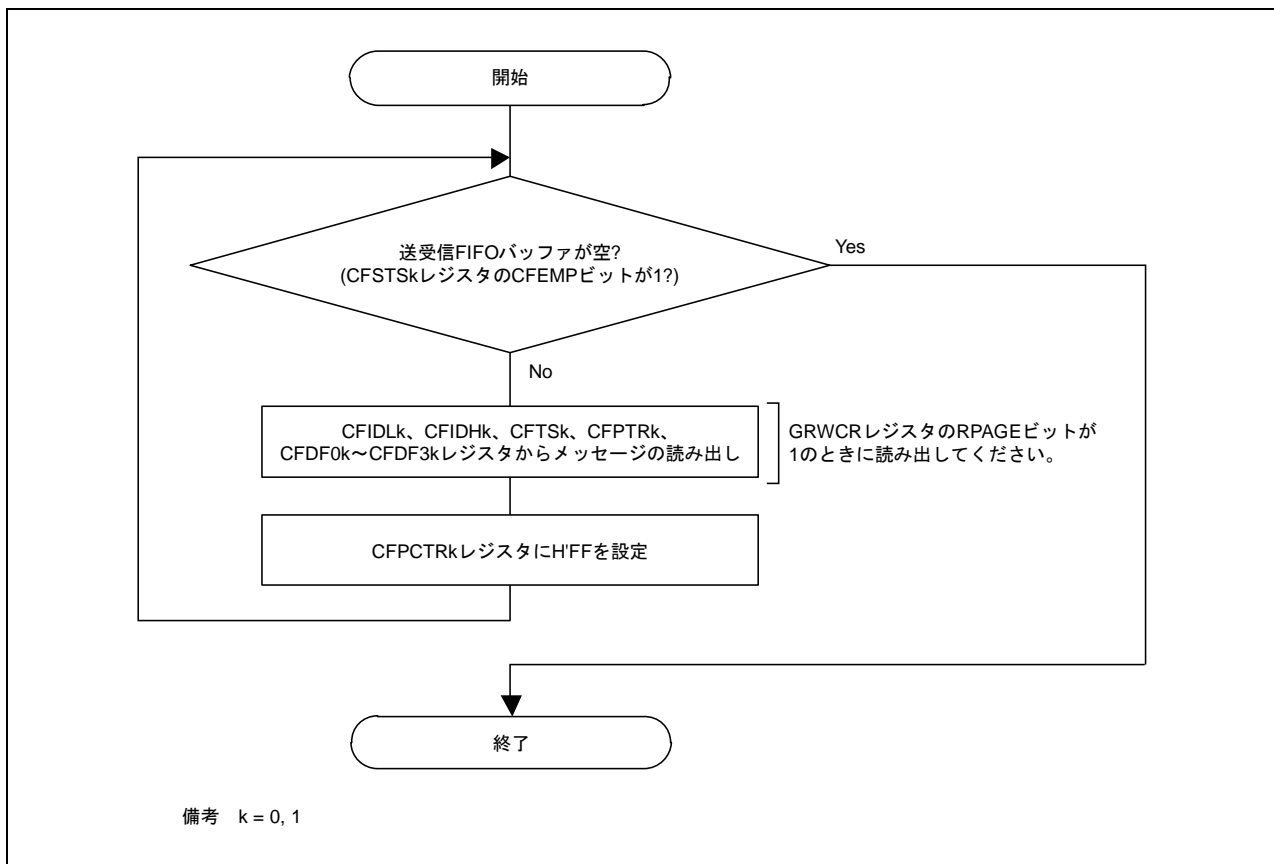 開始
送受信FIFOバッファが空?
(CFSTSkレジスタのCFEMPビットが1?)
Yes
No
CFIDLk、CFIDHk、CFTSk、CFPTRk、
CFDF0k～CFDF3kレジスタからメッセージの読み出し
GRWCRレジスタのRPAGEビットが
1のときに読み出してください。
CFPCTRkレジスタにH'FFを設定
終了
備考 k = 0, 1